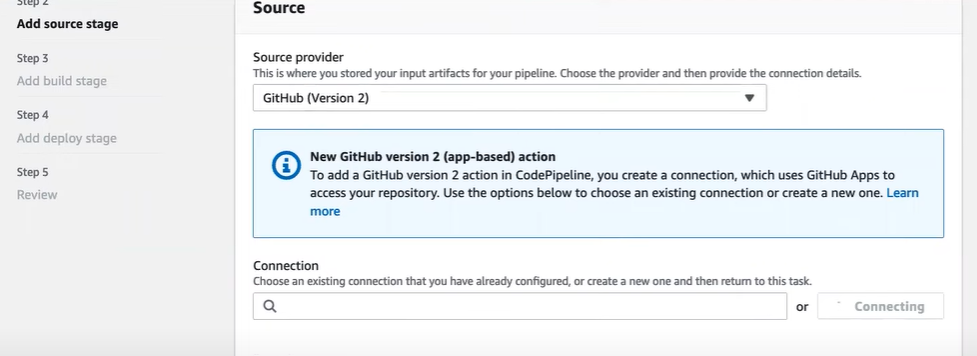 Step 2
Add source stage
Step 3
Add build stage
Step 4
Add deploy stage
Step 5
Review
Source
Source provider
This is where you stored your input artifacts for your pipeline. Choose the provider and then provide the connection details.
GitHub (Version 2)
New GitHub version 2 (app-based) action
To add a GitHub version 2 action in CodePipeline, you create a connection, which uses GitHub Apps to
access your repository. Use the options below to choose an existing connection or create a new one. Learn
more
Connection
Choose an existing connection that you have already configured, or create a new one and then return to this task.
or
Connecting